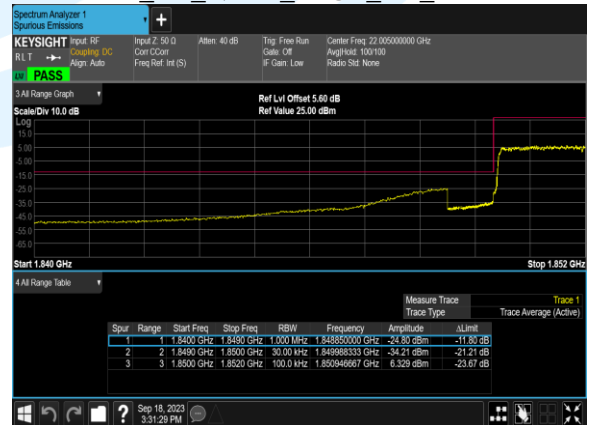 Spectrum Analyzer 1
Spurious Emissions
+
KEYSIGHT Input: RF Input Z: 50 Ω Atten: 40 dB Trig: Free Run Center Freq: 22.005000000 GHz
RLT Coupling: DC Corr CCorr Gate: Off Avg|Hold: 100/100
Align: Auto Freq Ref: Int (S) IF Gain: Low Radio Std: None
LV PASS
3 All Range Graph
Ref Lvl Offset 5.60 dB
Scale/Div 10.0 dB Ref Value 25.00 dBm
Log
15.0
5.00
-5.00
-15.0
-25.0
-35.0
-45.0
-55.0
-65.0
Start 1.840 GHz Stop 1.852 GHz
4 All Range Table
Measure Trace Trace 1
Trace Type Trace Average (Active)
Spur Range Start Freq Stop Freq RBW Frequency Amplitude ΔLimit
1 1 1.8400 GHz 1.8490 GHz 1.000 MHz 1.848850000 GHz -24.80 dBm -11.80 dB
2 2 1.8490 GHz 1.8500 GHz 30.00 kHz 1.849988333 GHz -34.21 dBm -21.21 dB
3 3 1.8500 GHz 1.8520 GHz 100.0 kHz 1.850946667 GHz 6.329 dBm -23.67 dB
? Sep 18, 2023
3:31:29 PM